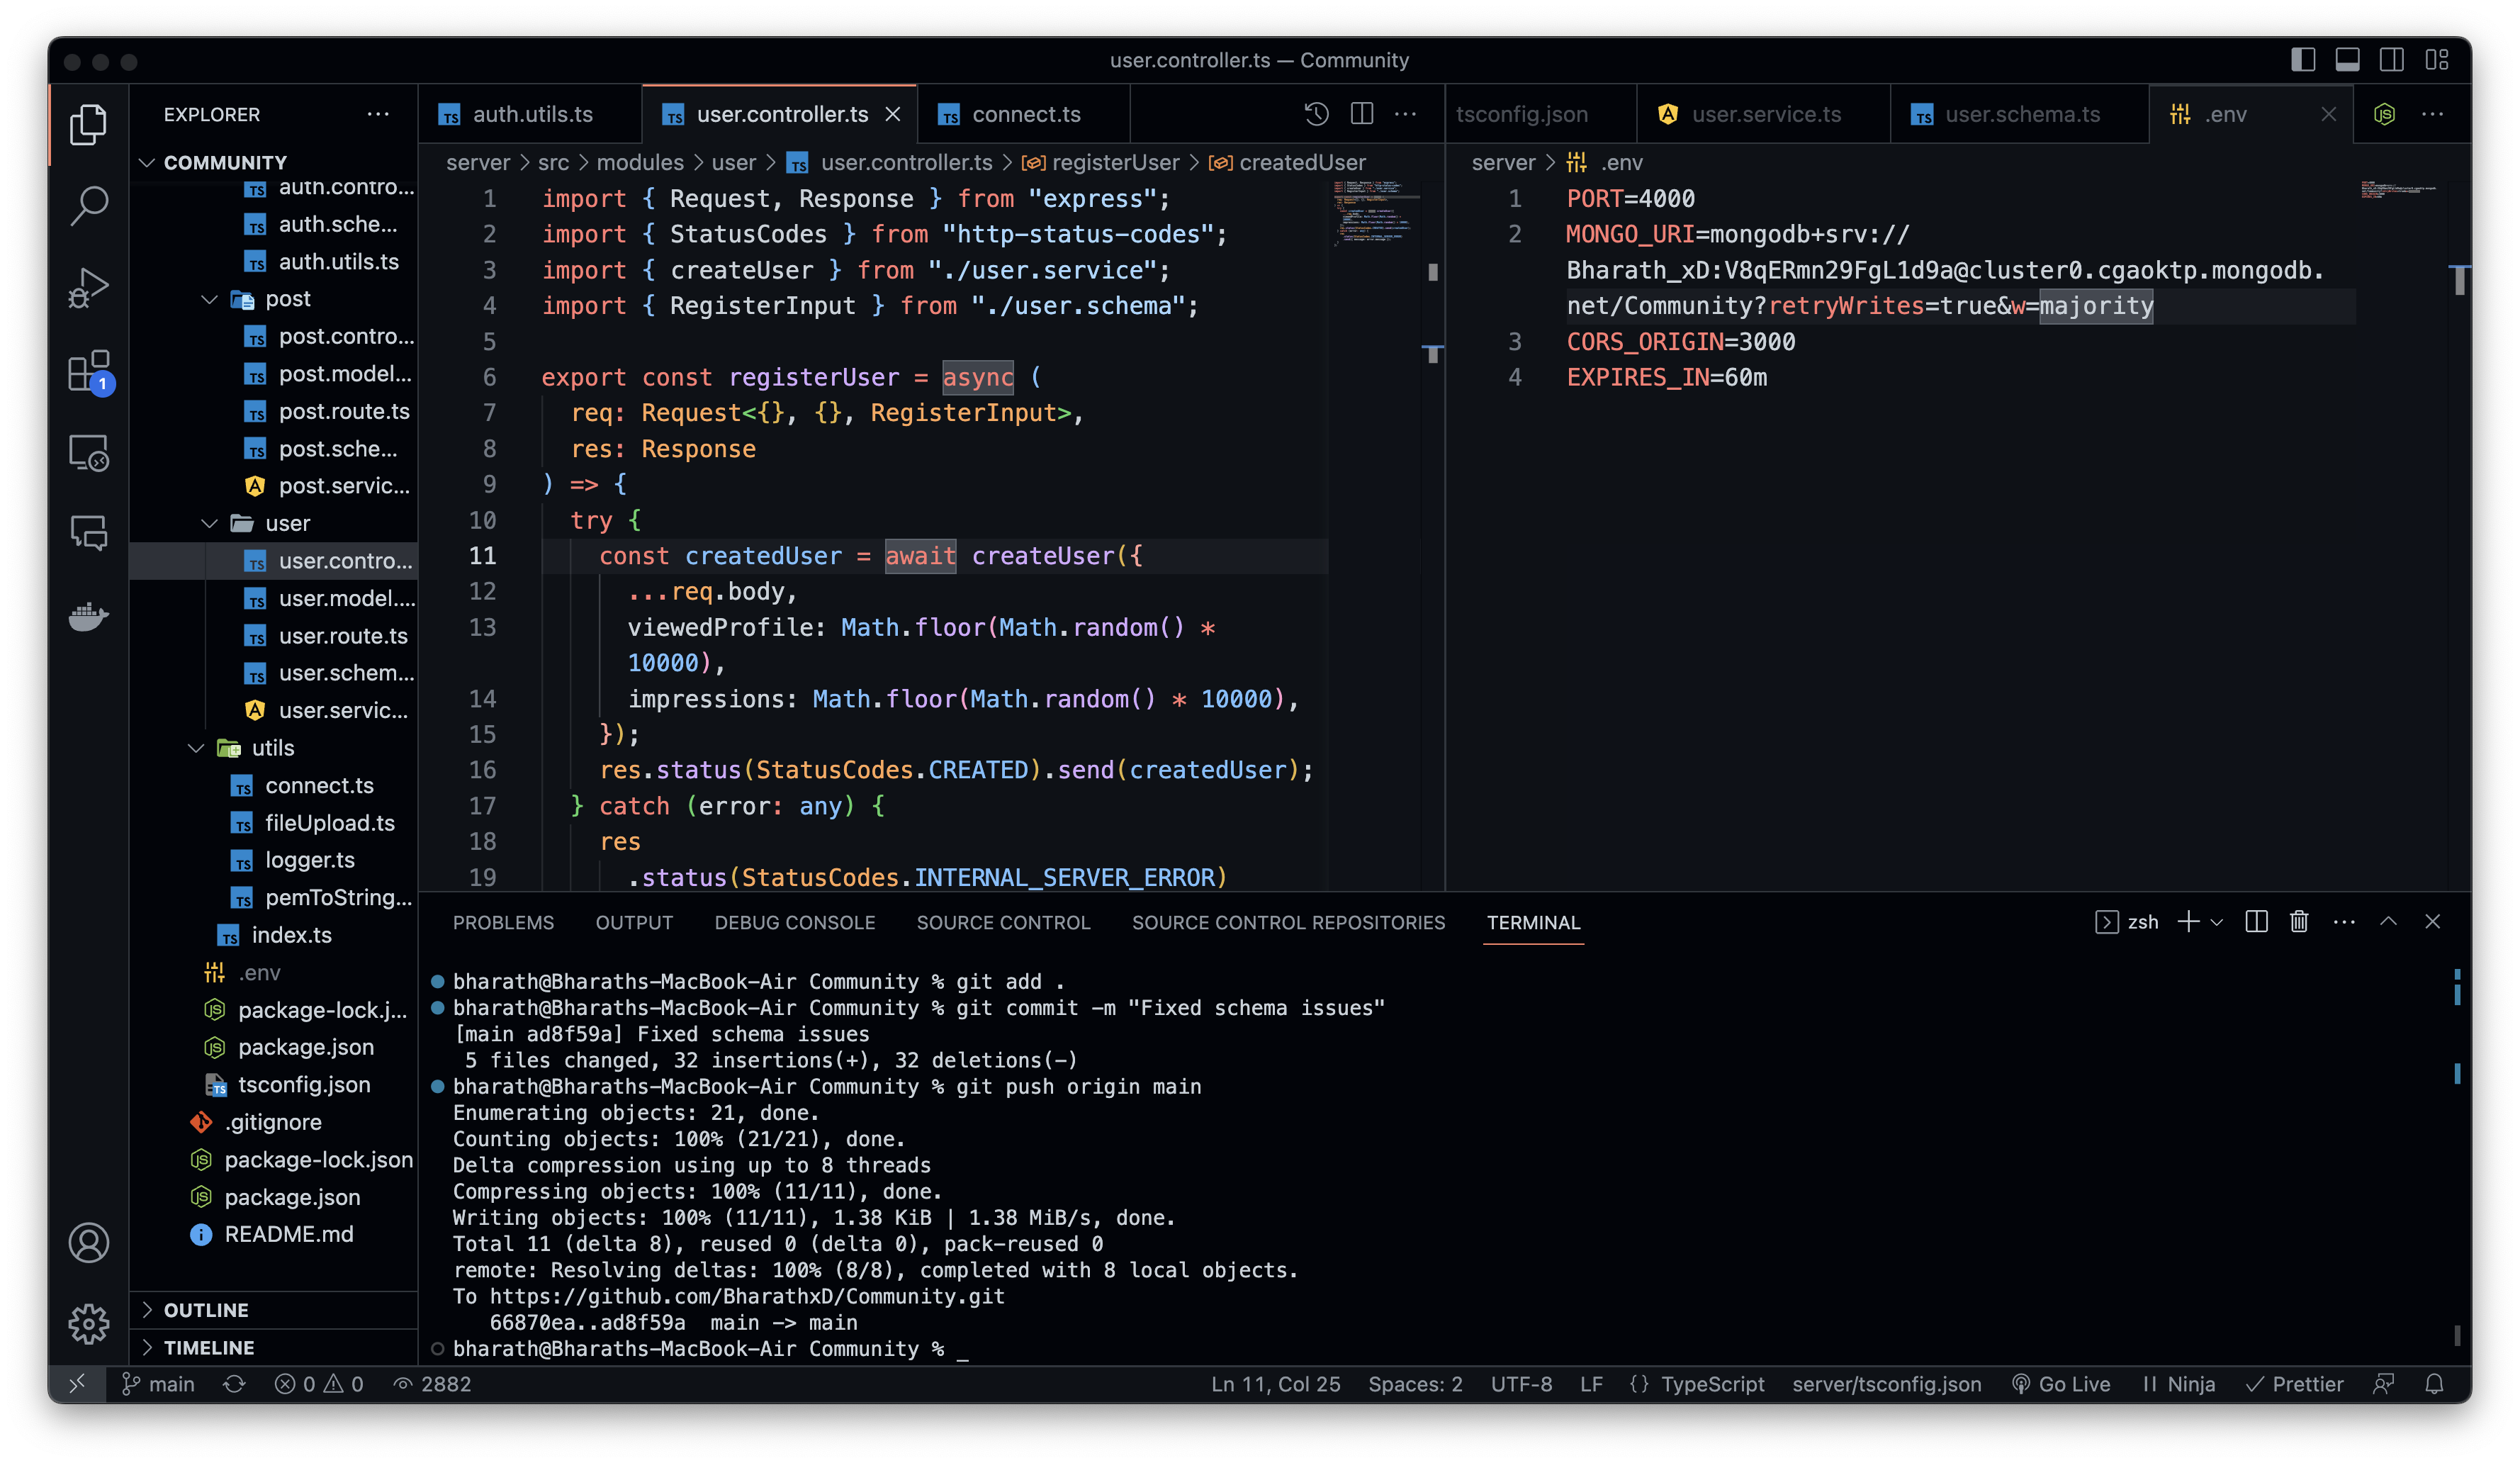 user.controller.ts — Community
EXPLORER
COMMUNITY
auth.contro...
auth.sche...
auth.utils.ts
post
post.contro...
post.model...
post.route.ts
post.sche...
post.servic...
user
user.contro...
user.model....
user.route.ts
user.schem...
user.servic...
utils
connect.ts
fileUpload.ts
logger.ts
pemToString...
index.ts
.env
package-lock.j...
package.json
tsconfig.json
.gitignore
package-lock.json
package.json
README.md
OUTLINE
TIMELINE
1
auth.utils.ts
user.controller.ts
connect.ts
server > src > modules > user > user.controller.ts > registerUser > createdUser
1 import { Request, Response } from "express";
2 import { StatusCodes } from "http-status-codes";
3 import { createUser } from "./user.service";
4 import { RegisterInput } from "./user.schema";
5
6 export const registerUser = async (
7 req: Request<{}, {}, RegisterInput>,
8 res: Response
9 ) => {
10 try {
11 const createdUser = await createUser({
12 ...req.body,
13 viewedProfile: Math.floor(Math.random() *
10000),
14 impressions: Math.floor(Math.random() * 10000),
15 });
16 res.status(StatusCodes.CREATED).send(createdUser);
17 } catch (error: any) {
18 res
19 .status(StatusCodes.INTERNAL_SERVER_ERROR)
tsconfig.json
user.service.ts
user.schema.ts
.env
server > .env
1 PORT=4000
2 MONGO_URI=mongodb+srv://
Bharath_xD:V8qERmn29FgL1d9a@cluster0.cgaoktp.mongodb.
net/Community?retryWrites=true&w=majority
3 CORS_ORIGIN=3000
4 EXPIRES_IN=60m
PROBLEMS OUTPUT DEBUG CONSOLE SOURCE CONTROL SOURCE CONTROL REPOSITORIES TERMINAL
zsh
bharath@Bharaths-MacBook-Air Community % git add .
bharath@Bharaths-MacBook-Air Community % git commit -m "Fixed schema issues"
[main ad8f59a] Fixed schema issues
5 files changed, 32 insertions(+), 32 deletions(-)
bharath@Bharaths-MacBook-Air Community % git push origin main
Enumerating objects: 21, done.
Counting objects: 100% (21/21), done.
Delta compression using up to 8 threads
Compressing objects: 100% (11/11), done.
Writing objects: 100% (11/11), 1.38 KiB | 1.38 MiB/s, done.
Total 11 (delta 8), reused 0 (delta 0), pack-reused 0
remote: Resolving deltas: 100% (8/8), completed with 8 local objects.
To https://github.com/BharathxD/Community.git
66870ea..ad8f59a main -> main
bharath@Bharaths-MacBook-Air Community % _
main 0 0 2882 Ln 11, Col 25 Spaces: 2 UTF-8 LF {} TypeScript server/tsconfig.json Go Live Ninja Prettier